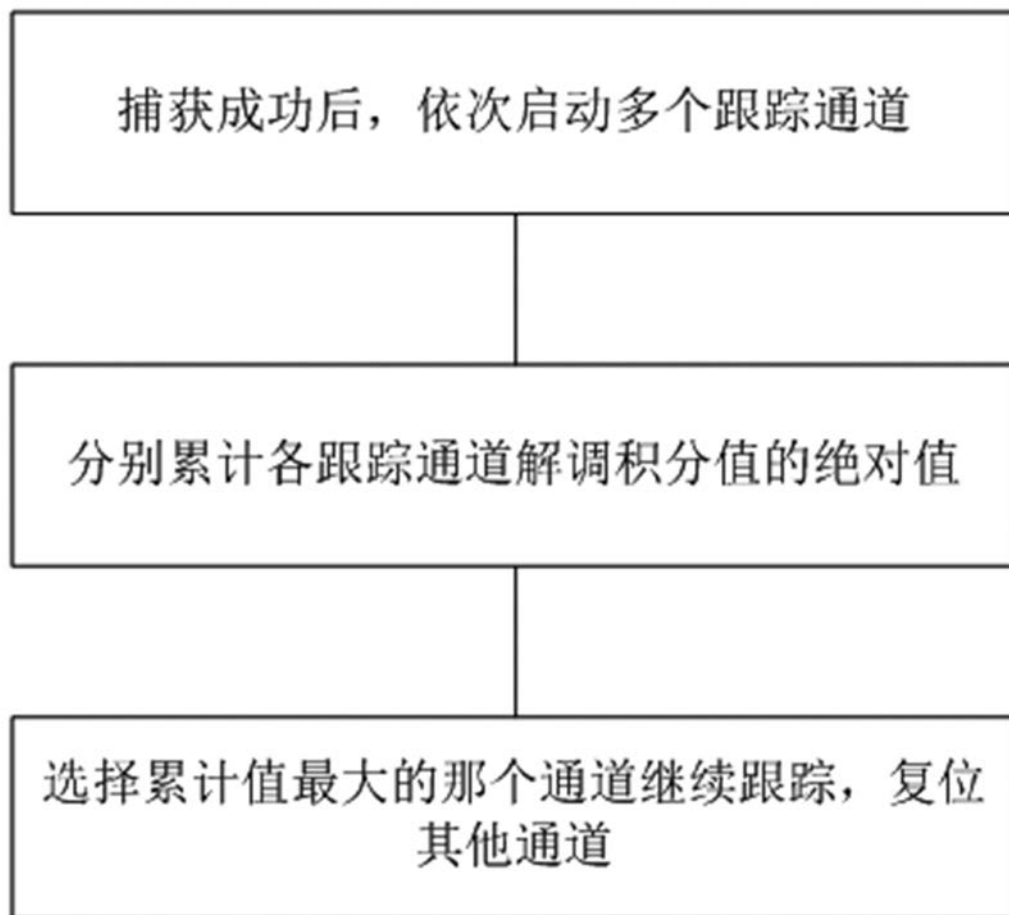 捕获成功后，依次启动多个跟踪通道
分别累计各跟踪通道解调积分值的绝对值
选择累计值最大的那个通道继续跟踪，复位
其他通道